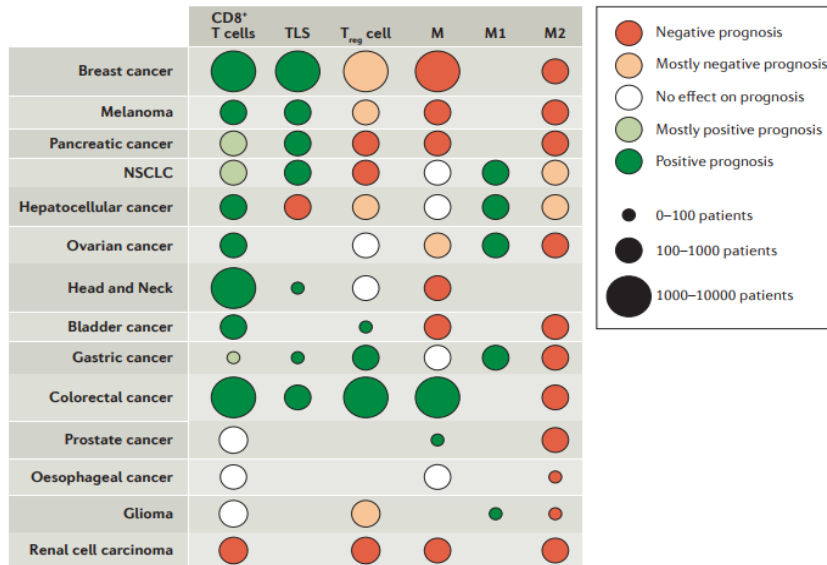 CD8⁺
T cells TLS T_reg cell M M1 M2
Breast cancer
Melanoma
Pancreatic cancer
NSCLC
Hepatocellular cancer
Ovarian cancer
Head and Neck
Bladder cancer
Gastric cancer
Colorectal cancer
Prostate cancer
Oesophageal cancer
Glioma
Renal cell carcinoma
Negative prognosis
Mostly negative prognosis
No effect on prognosis
Mostly positive prognosis
Positive prognosis
0–100 patients
100–1000 patients
1000–10000 patients